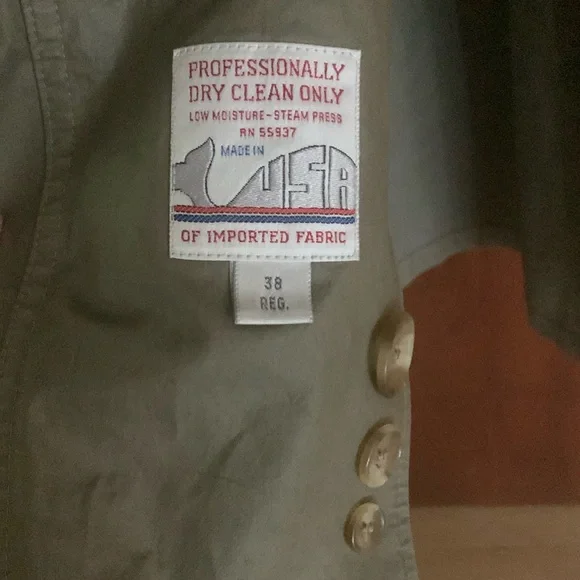 PROFESSIONALLY
DRY CLEAN ONLY
LOW MOISTURE-STEAM PRESS
RN 55937
MADE IN
USA
OF IMPORTED FABRIC
38
REG.